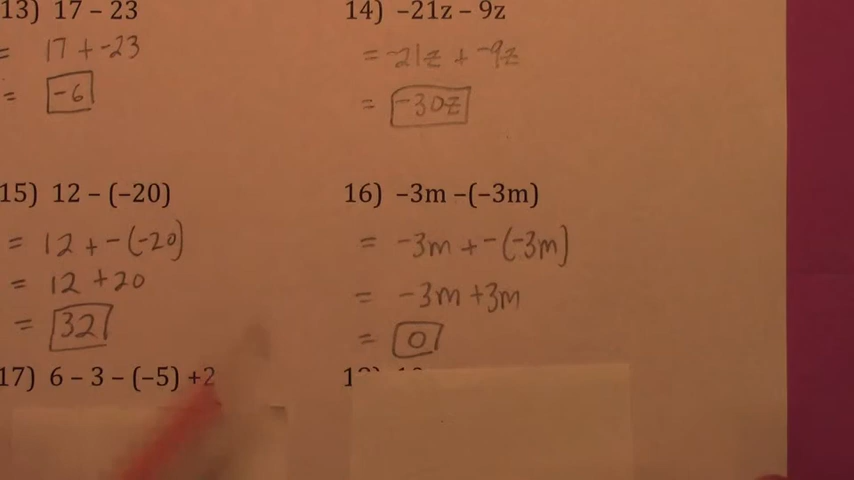 13) 17 – 23
= 17 + -23
= -6
14) –21z – 9z
= -21z + -9z
= -30z
15) 12 – (–20)
= 12 + -(-20)
= 12 + 20
= 32
16) –3m –(–3m)
= -3m + -(-3m)
= -3m + 3m
= 0
17) 6 – 3 – (–5) +2